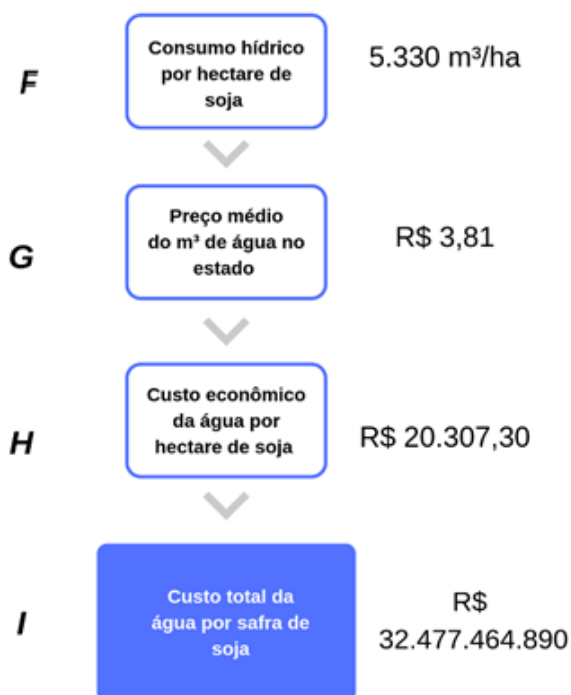 F
Consumo hídrico
por hectare de
soja
5.330 m³/ha
G
Preço médio
do m³ de água no
estado
R$ 3,81
H
Custo econômico
da água por
hectare de soja
R$ 20.307,30
I
Custo total da
água por safra de
soja
R$
32.477.464.890